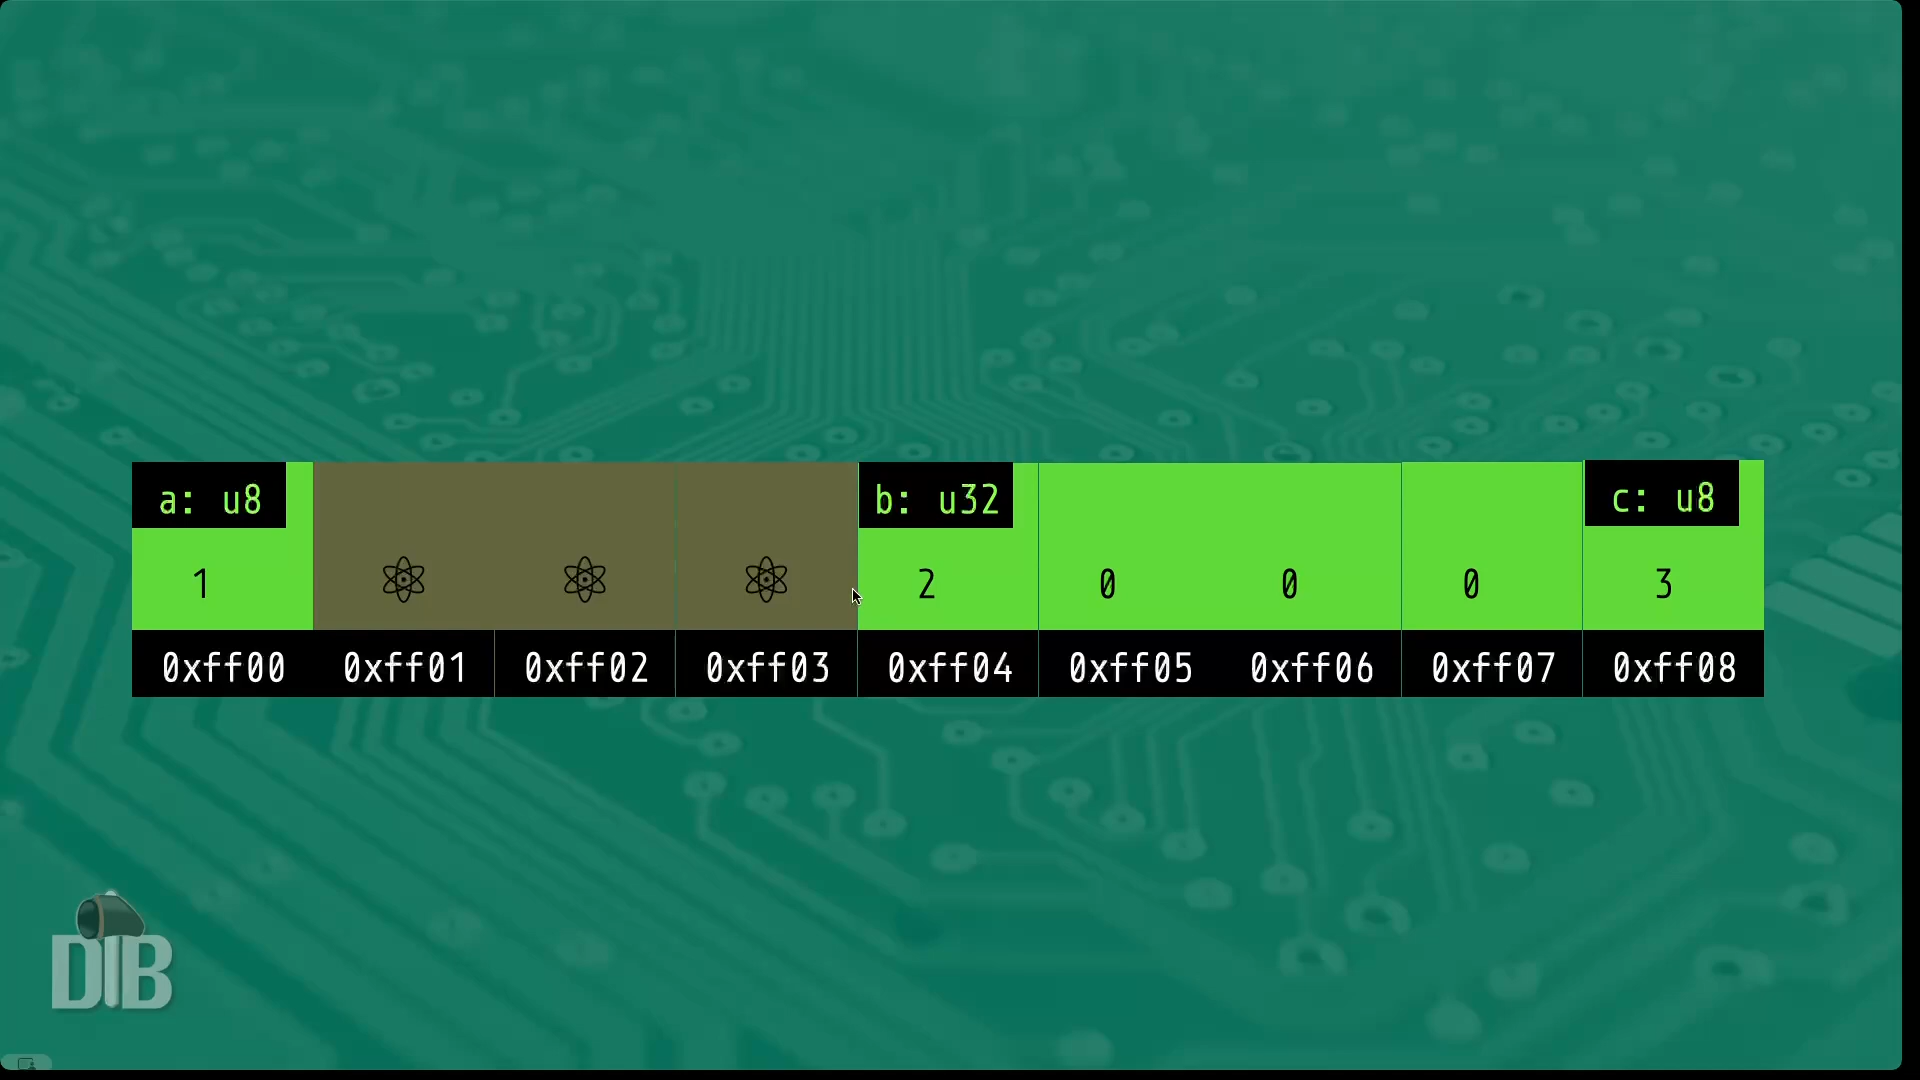 a: u8 b: u32 c: u8
1 2 0 0 0 3
0xff00 0xff01 0xff02 0xff03 0xff04 0xff05 0xff06 0xff07 0xff08
DIB